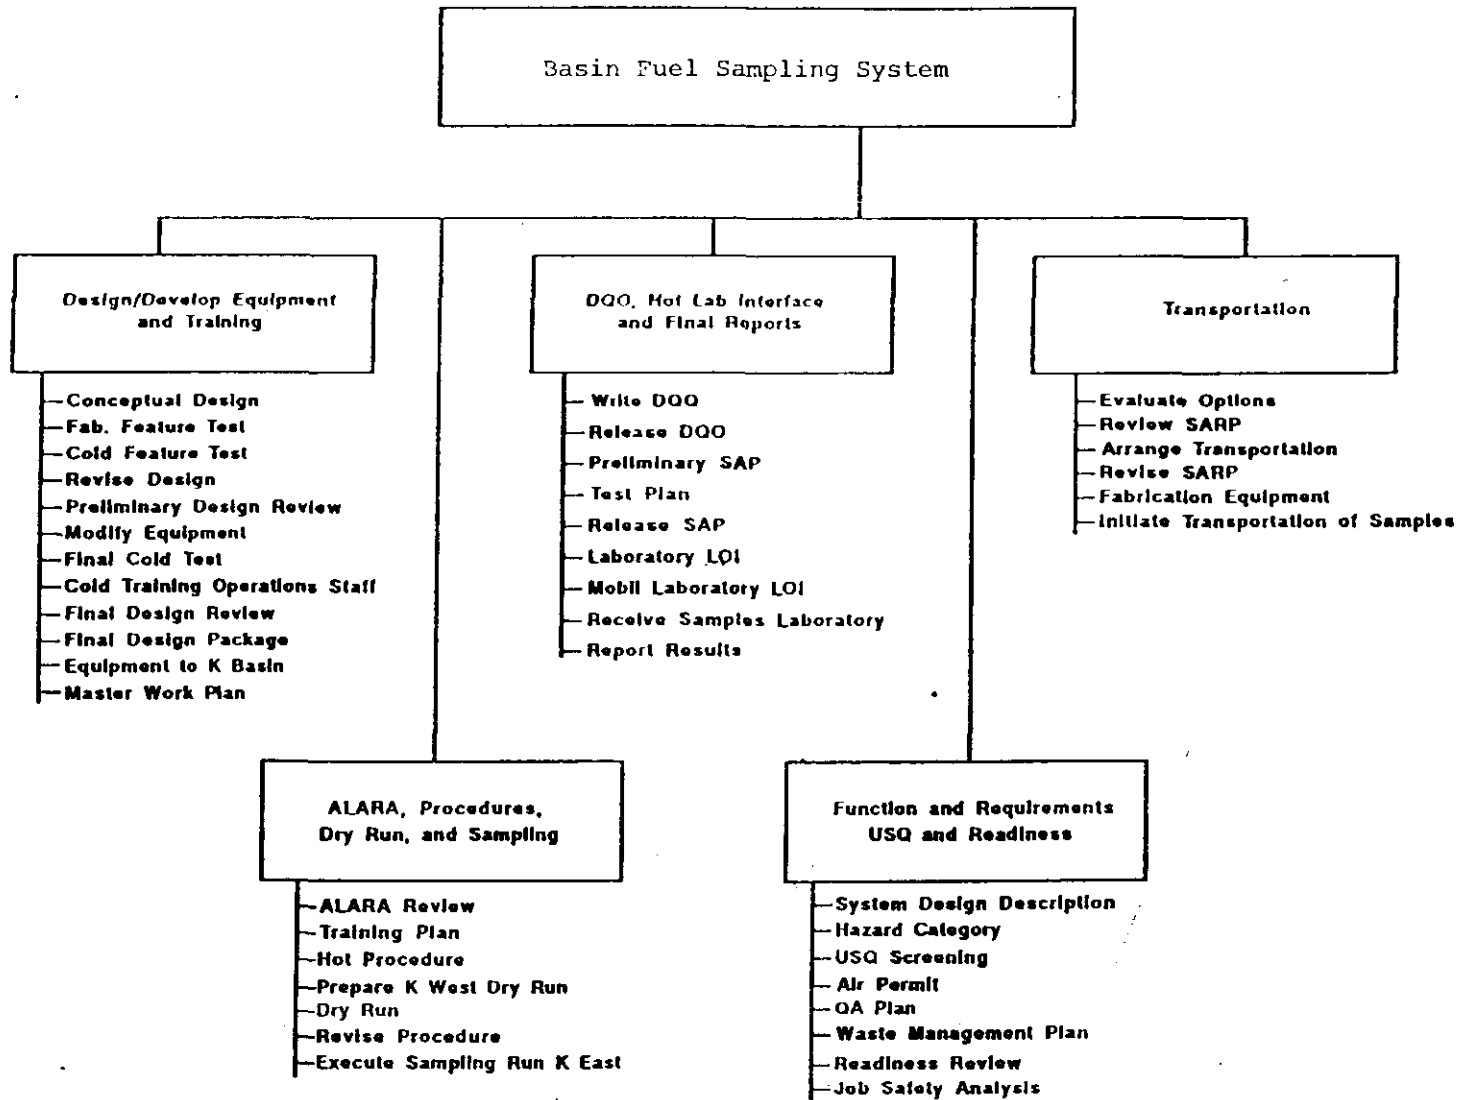 Basin Fuel Sampling System
Design/Develop Equipment
and Training
Conceptual Design
Fab. Feature Test
Cold Feature Test
Revise Design
Preliminary Design Review
Modify Equipment
Final Cold Test
Cold Training Operations Staff
Final Design Review
Final Design Package
Equipment to K Basin
Master Work Plan
DQO, Hot Lab Interface
and Final Reports
Write DQO
Release DQO
Preliminary SAP
Test Plan
Release SAP
Laboratory LOI
Mobil Laboratory LOI
Receive Samples Laboratory
Report Results
Transportation
Evaluate Options
Review SARP
Arrange Transportation
Revise SARP
Fabrication Equipment
Initiate Transportation of Samples
ALARA, Procedures,
Dry Run, and Sampling
ALARA Review
Training Plan
Hot Procedure
Prepare K West Dry Run
Dry Run
Revise Procedure
Execute Sampling Run K East
Function and Requirements
USQ and Readiness
System Design Description
Hazard Category
USQ Screening
Air Permit
QA Plan
Waste Management Plan
Readiness Review
Job Safety Analysis